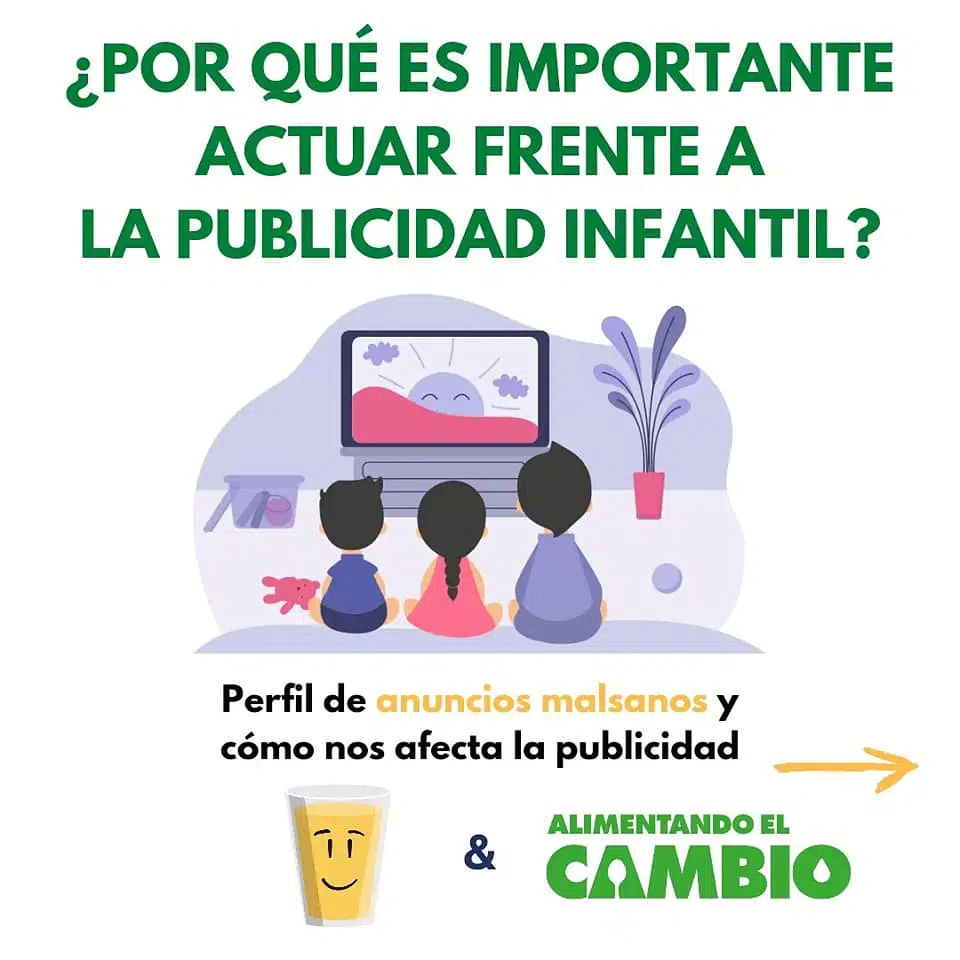 ¿POR QUÉ ES IMPORTANTE
ACTUAR FRENTE A
LA PUBLICIDAD INFANTIL?
Perfil de anuncios malsanos y
cómo nos afecta la publicidad
&
ALIMENTANDO EL
CAMBIO